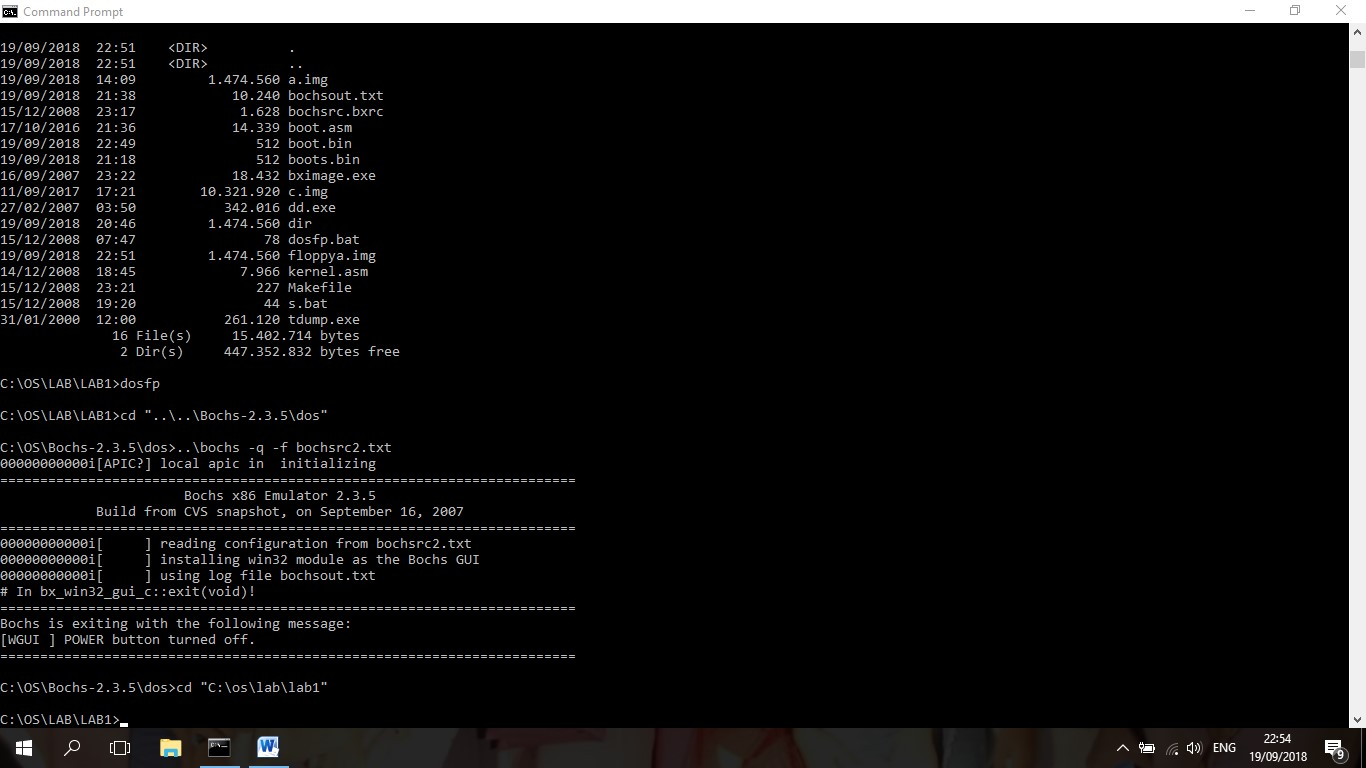 Command Prompt
19/09/2018  22:51    <DIR>          .
19/09/2018  22:51    <DIR>          ..
19/09/2018  14:09         1.474.560 a.img
19/09/2018  21:38            10.240 bochsout.txt
15/12/2008  23:17             1.628 bochsrc.bxrc
17/10/2016  21:36            14.339 boot.asm
19/09/2018  22:49               512 boot.bin
19/09/2018  21:18               512 boots.bin
16/09/2007  23:22            18.432 bximage.exe
11/09/2017  17:21        10.321.920 c.img
27/02/2007  03:50           342.016 dd.exe
19/09/2018  20:46         1.474.560 dir
15/12/2008  07:47                78 dosfp.bat
19/09/2018  22:51         1.474.560 floppya.img
14/12/2008  18:45             7.966 kernel.asm
15/12/2008  23:21               227 Makefile
15/12/2008  19:20                44 s.bat
31/01/2000  12:00           261.120 tdump.exe
              16 File(s)     15.402.714 bytes
               2 Dir(s)     447.352.832 bytes free
C:\OS\LAB\LAB1>dosfp
C:\OS\LAB\LAB1>cd "..\..\Bochs-2.3.5\dos"
C:\OS\Bochs-2.3.5\dos>..\bochs -q -f bochsrc2.txt
00000000000i[APIC?] local apic in  initializing
========================================================================
                       Bochs x86 Emulator 2.3.5
            Build from CVS snapshot, on September 16, 2007
========================================================================
00000000000i[      ] reading configuration from bochsrc2.txt
00000000000i[      ] installing win32 module as the Bochs GUI
00000000000i[      ] using log file bochsout.txt
# In bx_win32_gui_c::exit(void)!
========================================================================
Bochs is exiting with the following message:
[WGUI ] POWER button turned off.
========================================================================
C:\OS\Bochs-2.3.5\dos>cd "C:\os\lab\lab1"
C:\OS\LAB\LAB1>
ENG
22:54
19/09/2018
9